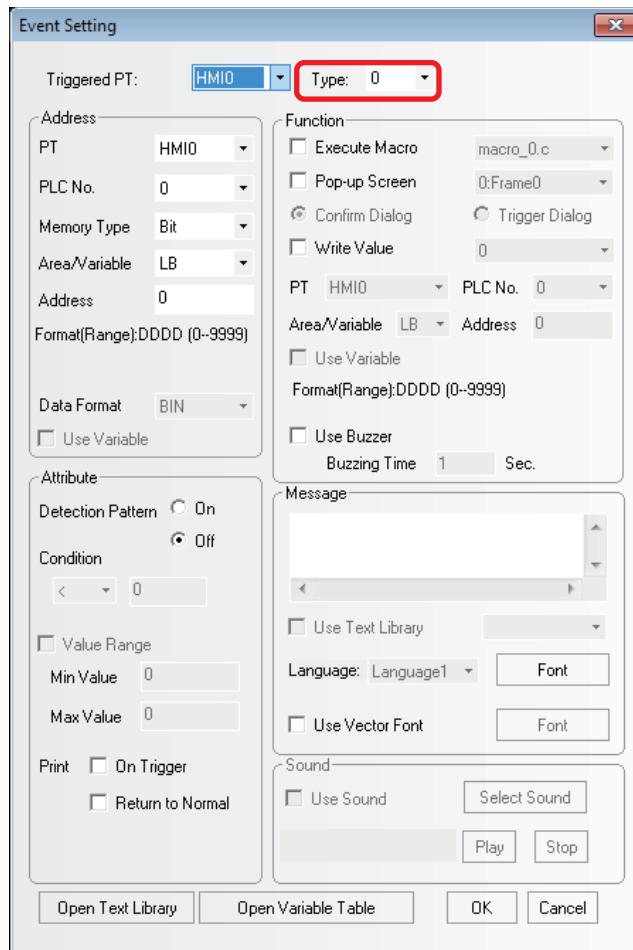 Event Setting
Triggered PT: HMI0 Type: 0
Address
PT HMI0
PLC No. 0
Memory Type Bit
Area/Variable LB
Address 0
Format(Range):DDDD (0--9999)
Data Format BIN
Use Variable
Function
Execute Macro macro_0.c
Pop-up Screen 0:Frame0
Confirm Dialog Trigger Dialog
Write Value 0
PT HMI0 PLC No. 0
Area/Variable LB Address 0
Use Variable
Format(Range):DDDD (0--9999)
Use Buzzer
Buzzing Time 1 Sec.
Attribute
Detection Pattern On
Off
Condition
< 0
Value Range
Min Value 0
Max Value 0
Print On Trigger
Return to Normal
Message
Use Text Library
Language: Language1 Font
Use Vector Font Font
Sound
Use Sound Select Sound
Play Stop
Open Text Library Open Variable Table OK Cancel